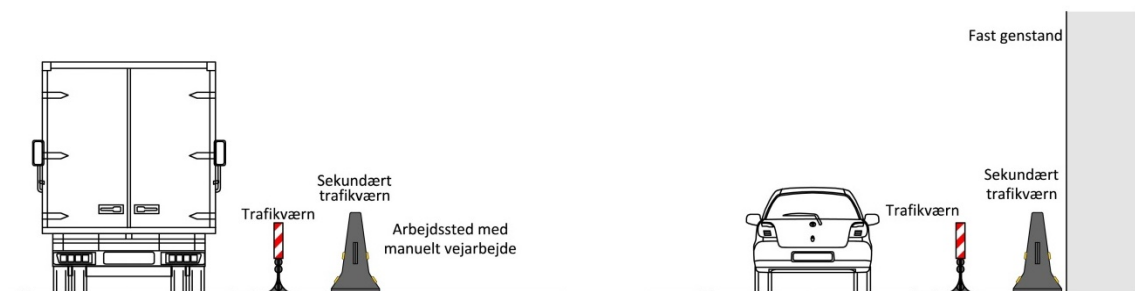 Fast genstand
Sekundært
trafikværn
Trafikværn
Arbejdssted med
manuelt vejarbejde
Sekundært
trafikværn
Trafikværn